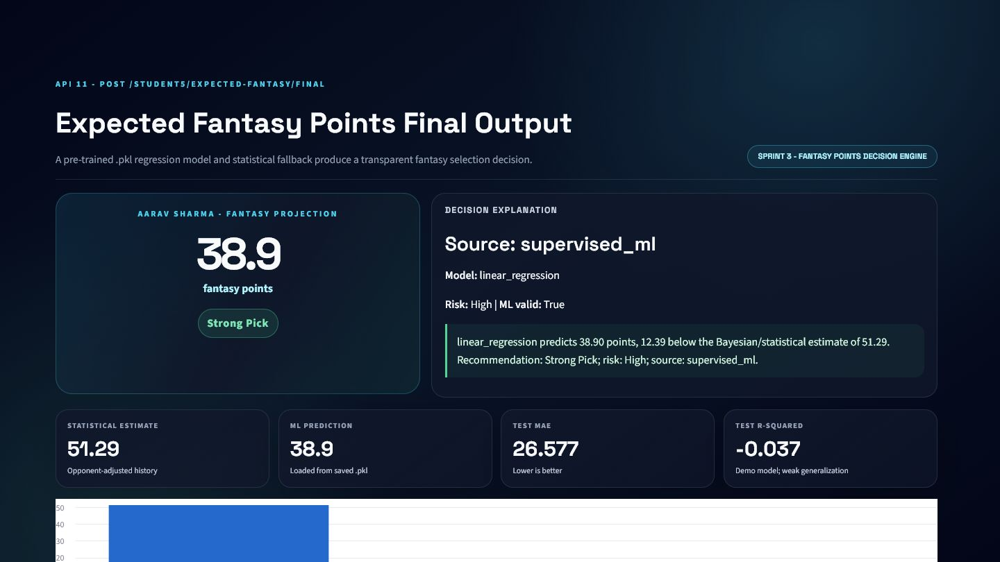 API 11 - POST /STUDENT5/EXPECTED-FANTASY/FINAL
Expected Fantasy Points Final Output
A pre-trained .pkl regression model and statistical fallback produce a transparent fantasy selection decision.
SPRINT 3 - FANTASY POINTS DECISION ENGINE
AARAV SHARMA - FANTASY PROJECTION
38.9
fantasy points
Strong Pick
DECISION EXPLANATION
Source: supervised_ml
Model: linear_regression
Risk: High | ML valid: True
linear_regression predicts 38.90 points, 12.39 below the Bayesian/statistical estimate of 51.29.
Recommendation: Strong Pick; risk: High; source: supervised_ml.
STATISTICAL ESTIMATE
51.29
Opponent-adjusted history
ML PREDICTION
38.9
Loaded from saved .pkl
TEST MAE
26.577
Lower is better
TEST R-SQUARED
-0.037
Demo model; weak generalization
50
40
30
20